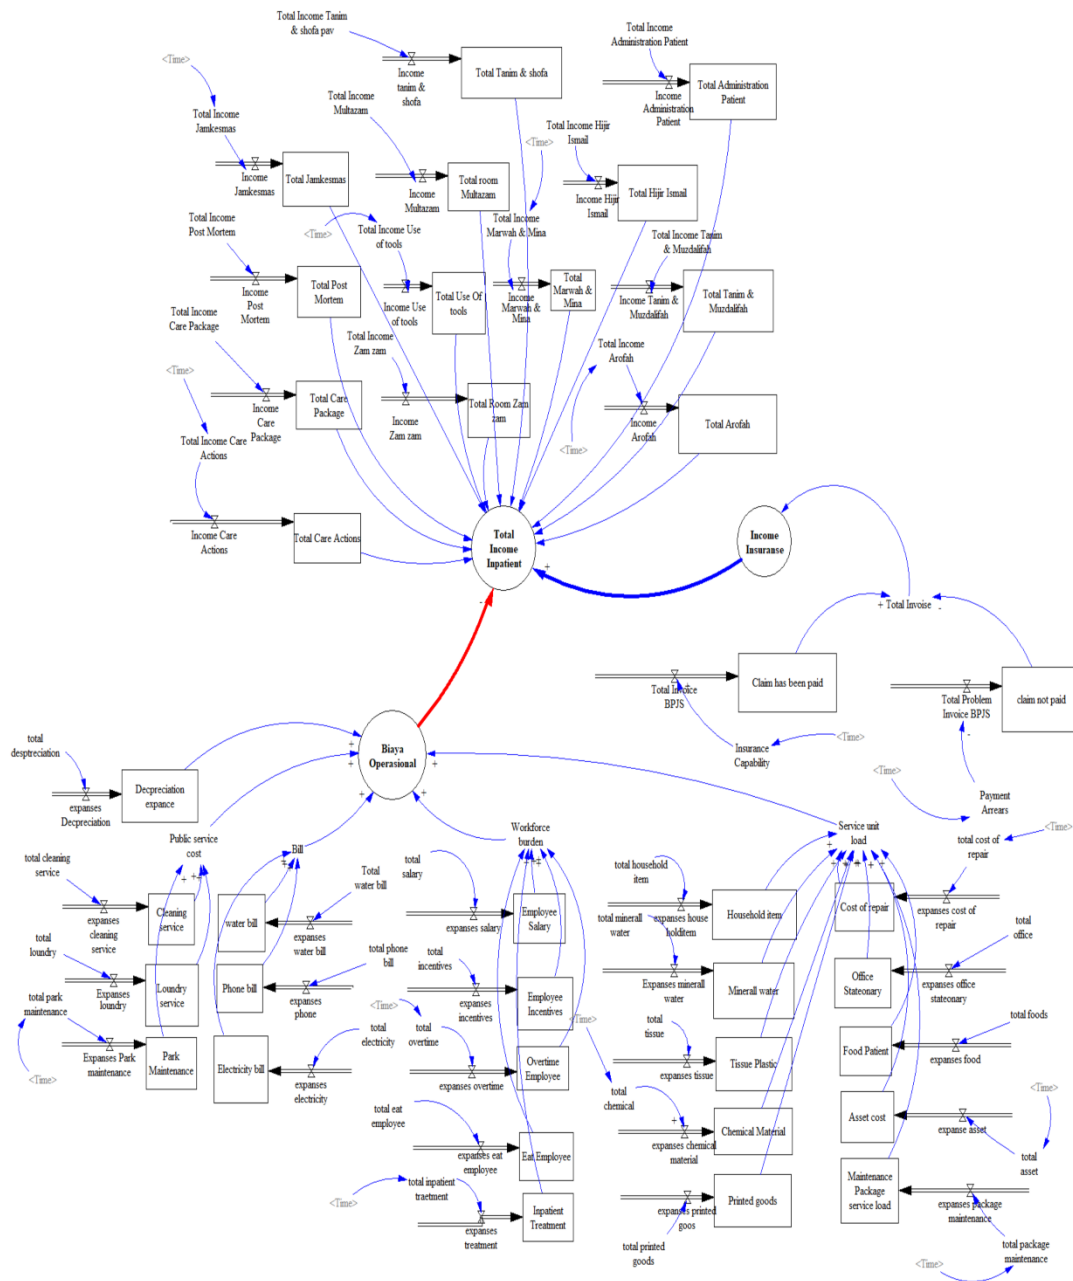 Total Income Tanim
& shofa pav
Total Income
Administration Patient
<Time>
Income
tanim &
shofa
Total Tanim & shofa
Income
Administration
Patient
Total Administration
Patient
Total Income
Jamkesmas
Total Income
Multazam
<Time>
Total Income Hijir
Ismail
Income
Jamkesmas
Total Jamkesmas
Income
Multazam
Total room
Multazam
Income Hijir
Ismail
Total Hijir Ismail
Total Income
Post Mortem
<Time>
Total Income Use
of tools
Total Income
Marwah & Mina
Total Income Tanim
& Muzdalifah
Income
Post
Mortem
Total Post
Mortem
Income Use
of tools
Total Use Of
tools
Income
Marwah &
Mina
Total
Marwah &
Mina
Income Tanim &
Muzdalifah
Total Tanim &
Muzdalifah
Total Income
Care Package
Total Income
Zam zam
Total Income
Arofah
<Time>
Income
Care
Package
Total Care
Package
Income
Zam zam
Total Room Zam
zam
<Time>
Income
Arofah
Total Arofah
Total Income Care
Actions
Income Care
Actions
Total Care Actions
Total
Income
Inpatient
Income
Insuranse
+
-
+ Total Invoise -
Total Invoice
BPJS
Claim has been paid
Total Problem
Invoice BPJS
claim not paid
-
Insurance
Capability
<Time>
<Time>
Payment
Arrears
total
desptreciation
expanses
Depcreciation
Decpreciation
expance
Biaya
Operasional
+
+
+
+
+
+
Public service
cost
Bill
Workforce
burden
Service unit
load
total cost of
repair
<Time>
total cleaning
service
expanses
cleaning service
Cleaning
service
water bill
Total
water bill
expanses
water bill
total
salary
expanses salary
Employee
Salary
total household
item
expanses house
holditem
Household item
Cost of repair
expanses cost of
repair
total
loundry
Expanses
loundry
Loundry
service
Phone bill
total phone
bill
expanses
phone
total
incentives
expanses
incentives
Employee
Incentives
total minerall
water
Expanses minerall
water
Minerall water
Office
Stateonary
total
office
expanses office
stateonary
total park
maintenance
<Time>
Expanses Park
maintenance
Park
Maintenance
Electricity bill
total
electricity
expanses
electricity
<Time>
total
overtime
expanses overtime
Overtime
Employee
<Time>
total
tissue
expanses tissue
Tissue Plastic
Food Patient
total foods
expanses food
total eat
employee
expanses eat
employee
Eat Employee
total
chemical
+
expanses chemical
material
Chemical Material
Asset cost
expanse asset
<Time>
total
asset
<Time>
total inpatient
traetment
expanses
treatment
Inpatient
Treatment
expanses printed
goos
Printed goods
total printed
goods
Maintenance
Package
service load
expanses package
maintenance
total package
maintenance
<Time>